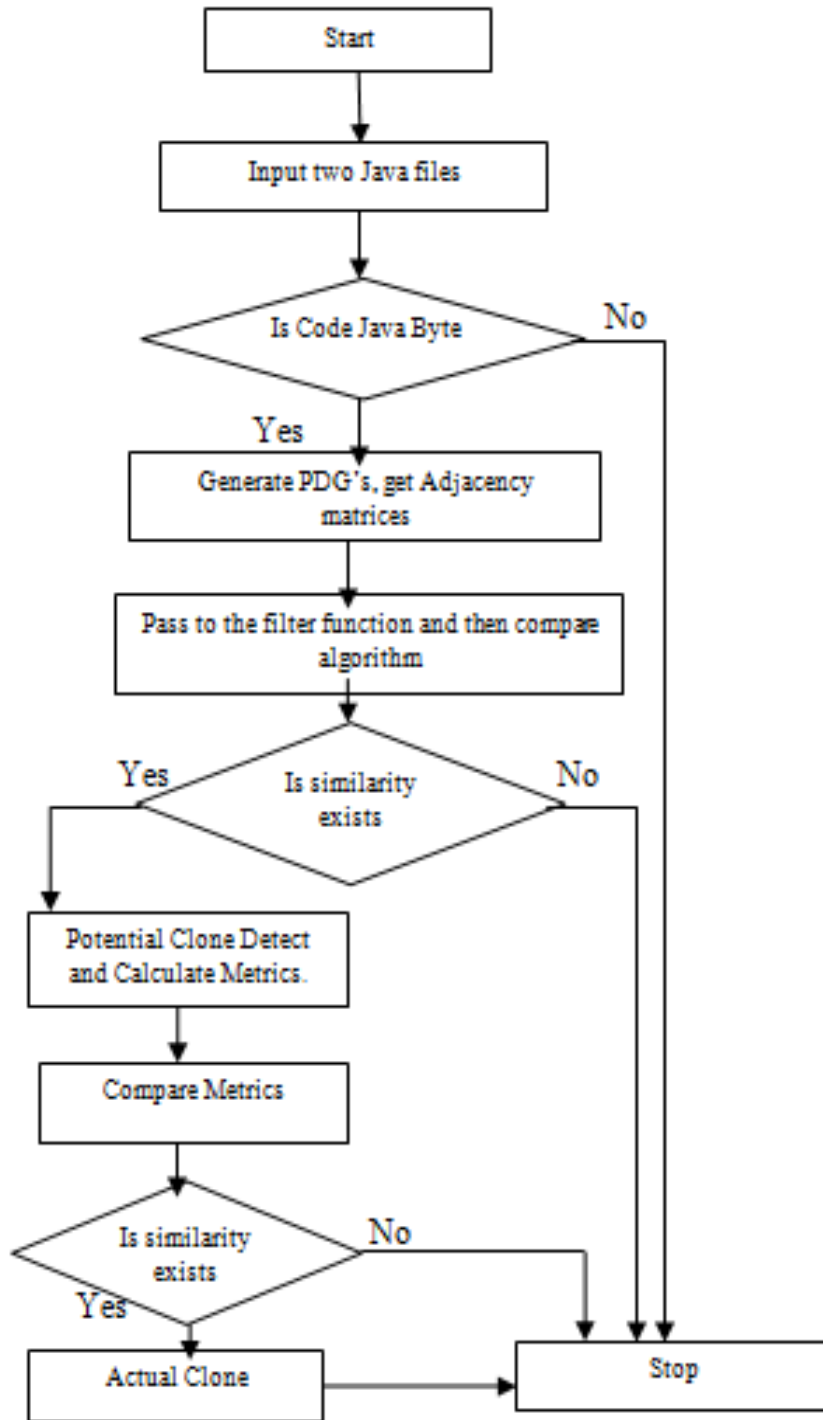 Start
Input two Java files
Is Code Java Byte
No
Yes
Generate PDG's, get Adjacency
matrices
Pass to the filter function and then compare
algorithm
Yes
Is similarity
exists
No
Potential Clone Detect
and Calculate Metrics.
Compare Metrics
Is similarity
exists
No
Yes
Actual Clone
Stop